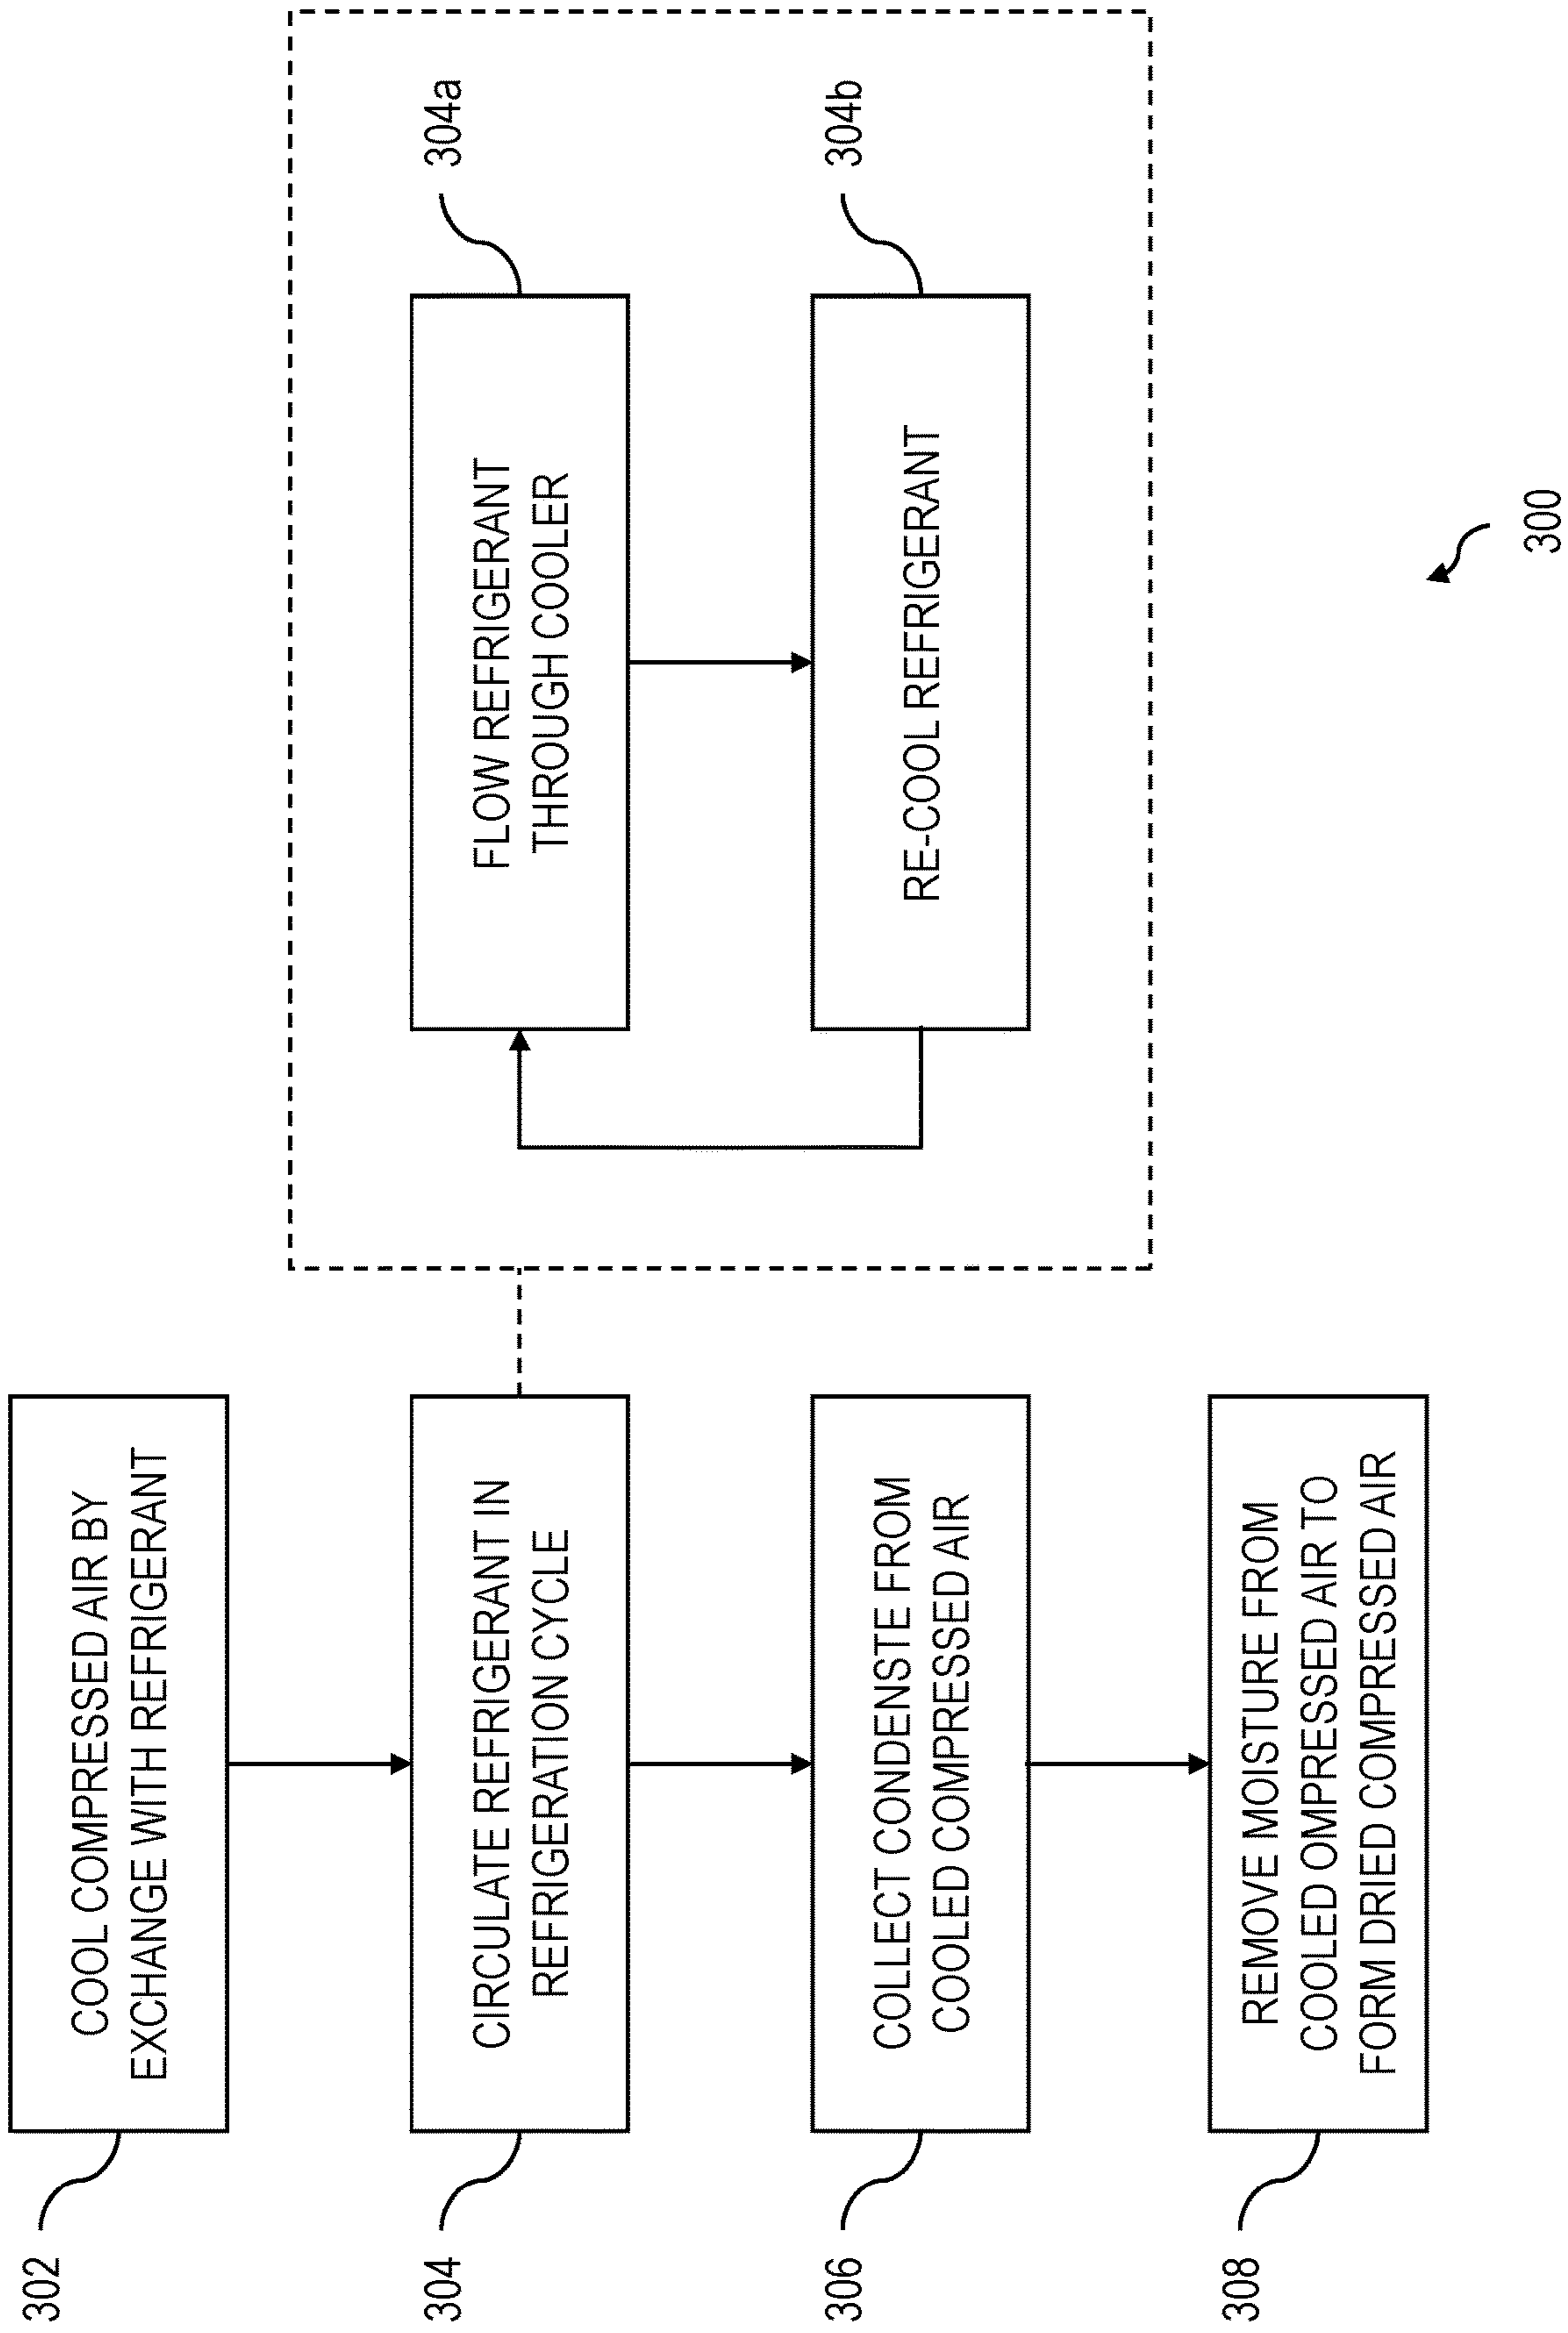 302
COOL COMPRESSED AIR BY
EXCHANGE WITH REFRIGERANT
304
CIRCULATE REFRIGERANT IN
REFRIGERATION CYCLE
304a
FLOW REFRIGERANT
THROUGH COOLER
304b
RE-COOL REFRIGERANT
306
COLLECT CONDENSTE FROM
COOLED COMPRESSED AIR
308
REMOVE MOISTURE FROM
COOLED OMPRESSED AIR TO
FORM DRIED COMPRESSED AIR
300